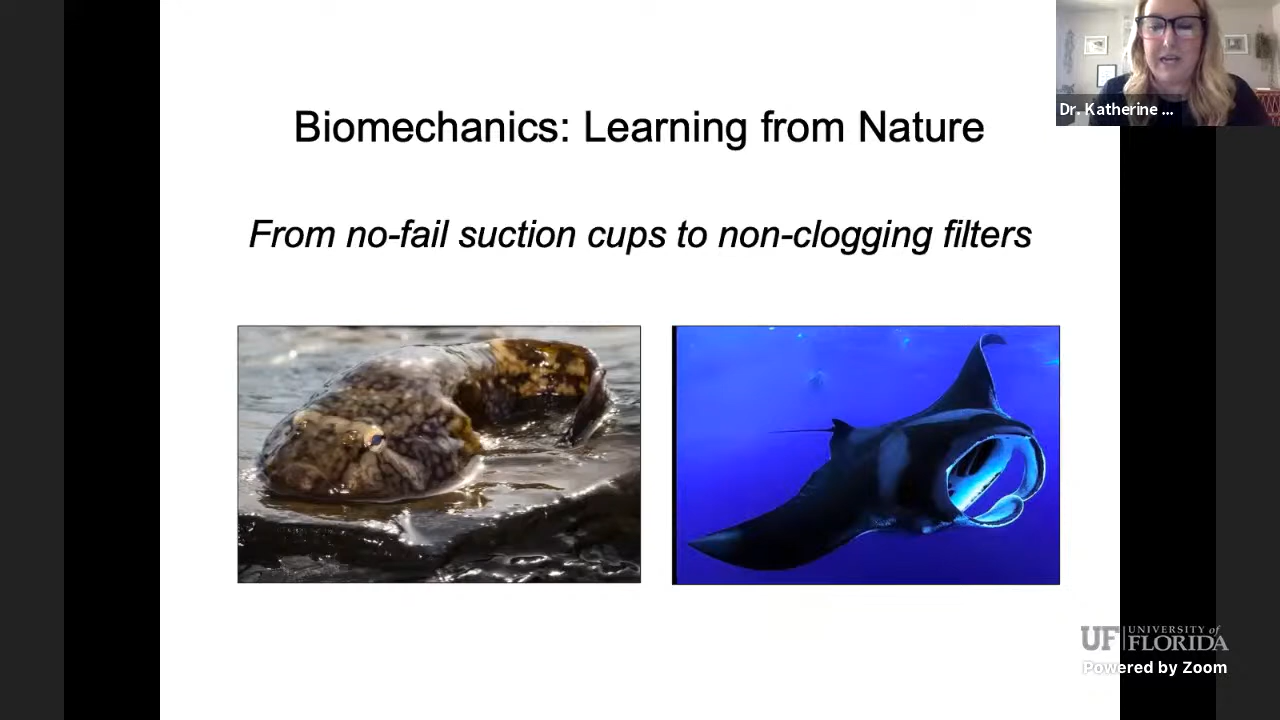 Dr. Katherine ...
Biomechanics: Learning from Nature
From no-fail suction cups to non-clogging filters
UF UNIVERSITY of FLORIDA
Powered by Zoom